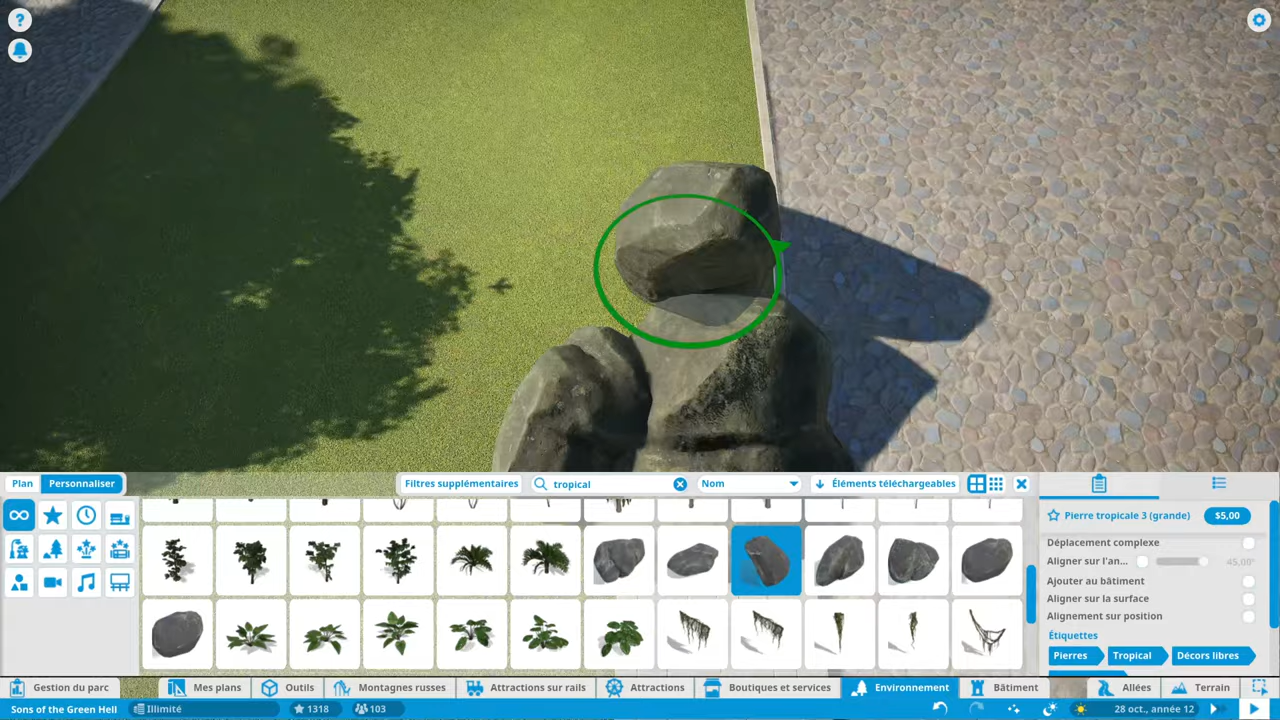 ?
Plan
Personnaliser
Filtres supplémentaires
tropical
Nom
Éléments téléchargeables
Pierre tropicale 3 (grande)
$5,00
Déplacement complexe
Aligner sur l'an...
45,00°
Ajouter au bâtiment
Aligner sur la surface
Alignement sur position
Étiquettes
Pierres
Tropical
Décors libres
Gestion du parc
Mes plans
Outils
Montagnes russes
Attractions sur rails
Attractions
Boutiques et services
Environnement
Bâtiment
Allées
Terrain
Sons of the Green Hell
Illimité
1318
103
28 oct., année 12